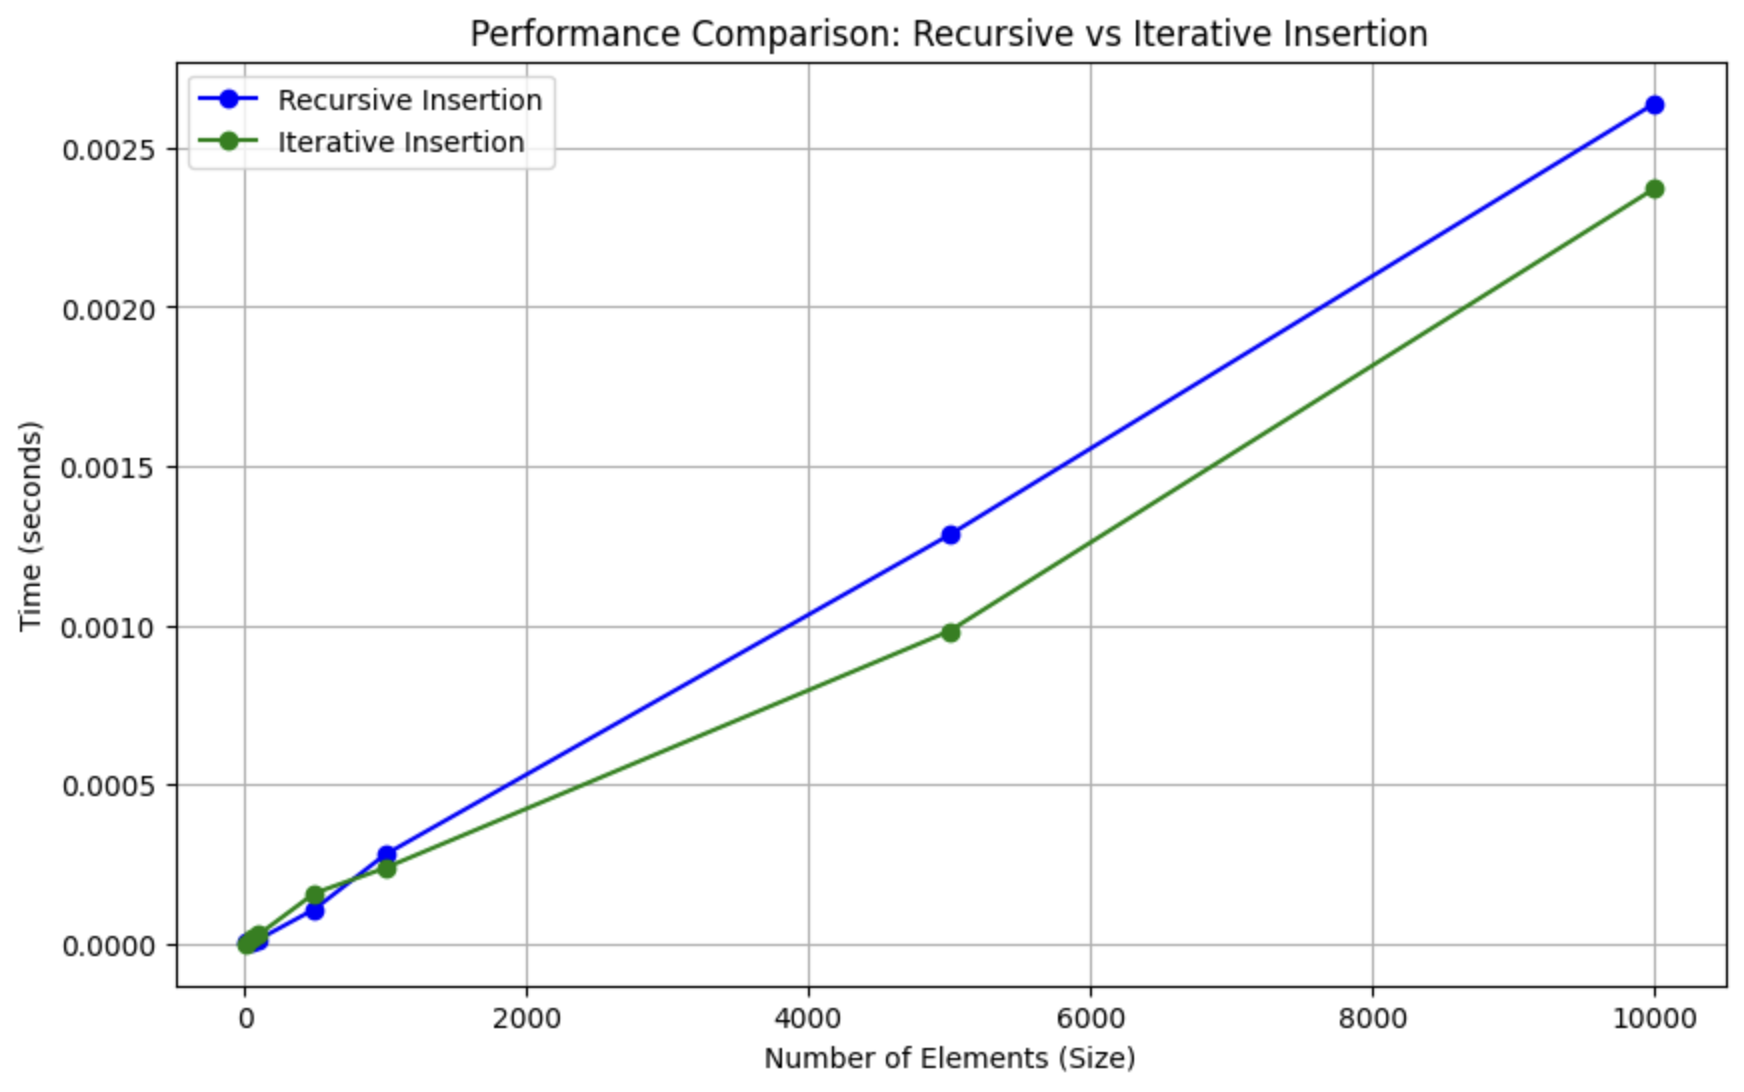 Performance Comparison: Recursive vs Iterative Insertion
Recursive Insertion
Iterative Insertion
Time (seconds)
0.0025
0.0020
0.0015
0.0010
0.0005
0.0000
0 2000 4000 6000 8000 10000
Number of Elements (Size)